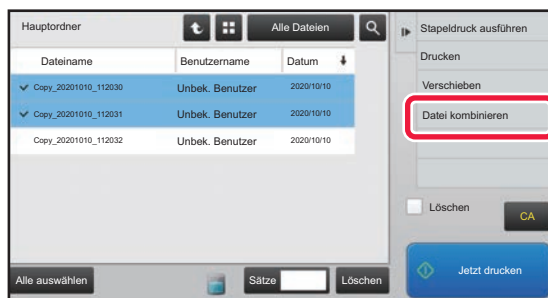 Hauptordner
Alle Dateien
Dateiname Benutzername Datum
Copy_20201010_112030 Unbek. Benutzer 2020/10/10
Copy_20201010_112031 Unbek. Benutzer 2020/10/10
Copy_20201010_112032 Unbek. Benutzer 2020/10/10
Alle auswählen
Sätze
Löschen
Stapeldruck ausführen
Drucken
Verschieben
Datei kombinieren
Löschen
CA
Jetzt drucken